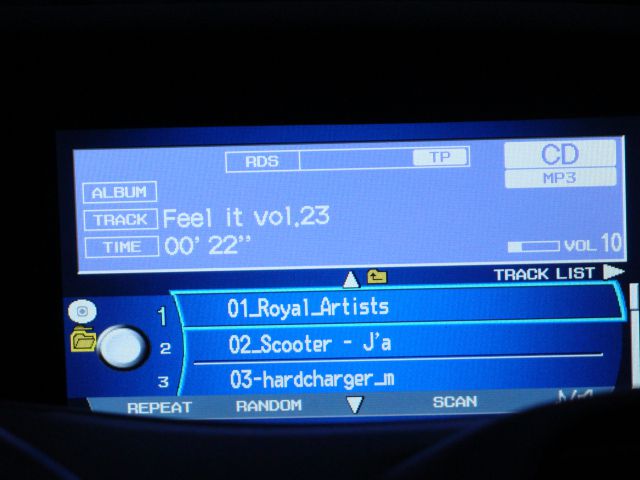 RDS TP CD
MP3
ALBUM
TRACK Feel it vol.23
TIME 00' 22"
VOL 10
TRACK LIST
1 01_Royal_Artists
2 02_Scooter - J'a
3 03-hardcharger_m
REPEAT RANDOM SCAN